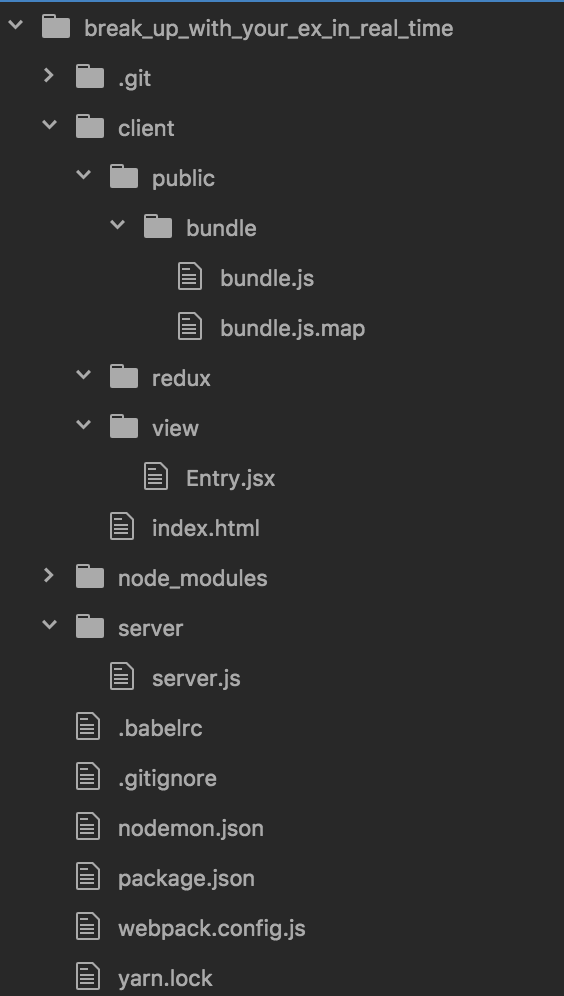 break_up_with_your_ex_in_real_time
.git
client
public
bundle
bundle.js
bundle.js.map
redux
view
Entry.jsx
index.html
node_modules
server
server.js
.babelrc
.gitignore
nodemon.json
package.json
webpack.config.js
yarn.lock